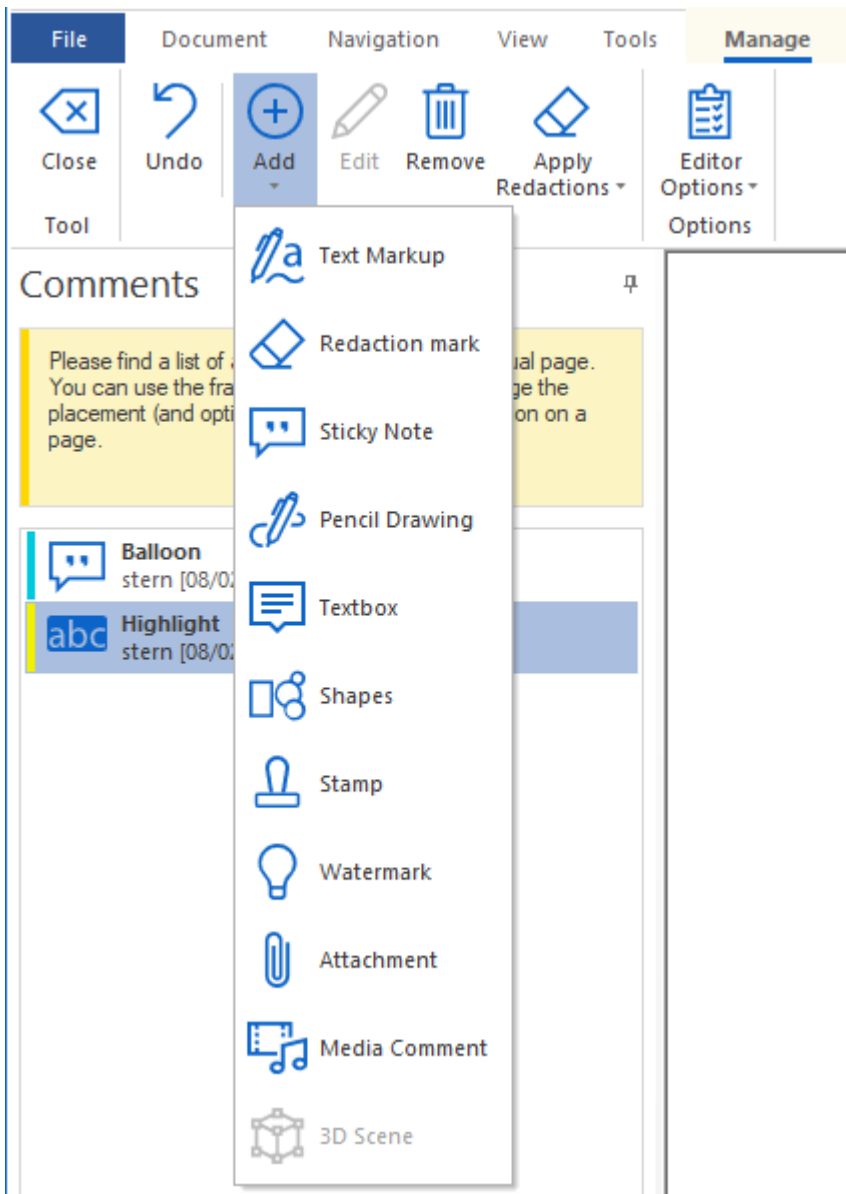 File Document Navigation View Tools Manage
Close Undo Add Edit Remove Apply Redactions Editor Options
Tool Options
Comments
Please find a list of
You can use the
placement (and
page.
ual page.
ge the
on on a
Balloon
stern [08/0
abc Highlight
stern [08/0
Text Markup
Redaction mark
Sticky Note
Pencil Drawing
Textbox
Shapes
Stamp
Watermark
Attachment
Media Comment
3D Scene